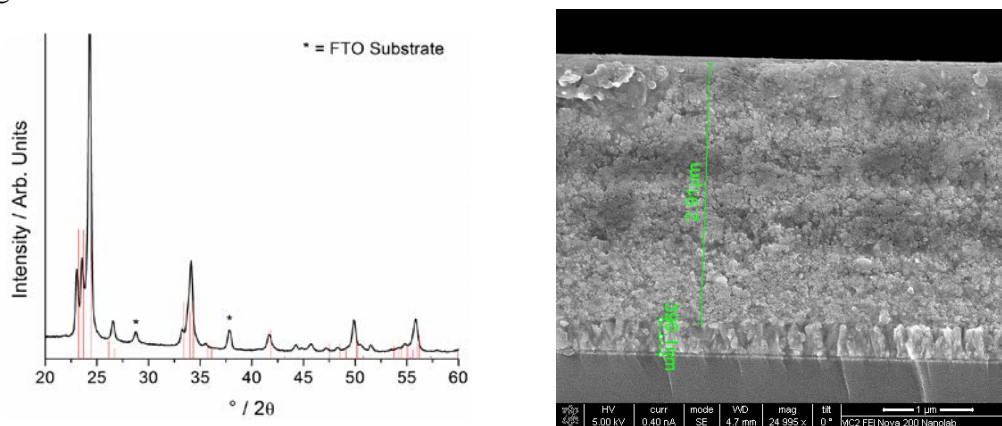 * = FTO Substrate
Intensity / Arb. Units
*
*
20 25 30 35 40 45 50 55 60
° / 2θ
HV curr mode WD mag tilt
1 µm
5.00 kV 0.40 nA SE 4.7 mm 24 995 x 0° MC2 FEI Nova 200 Nanolab